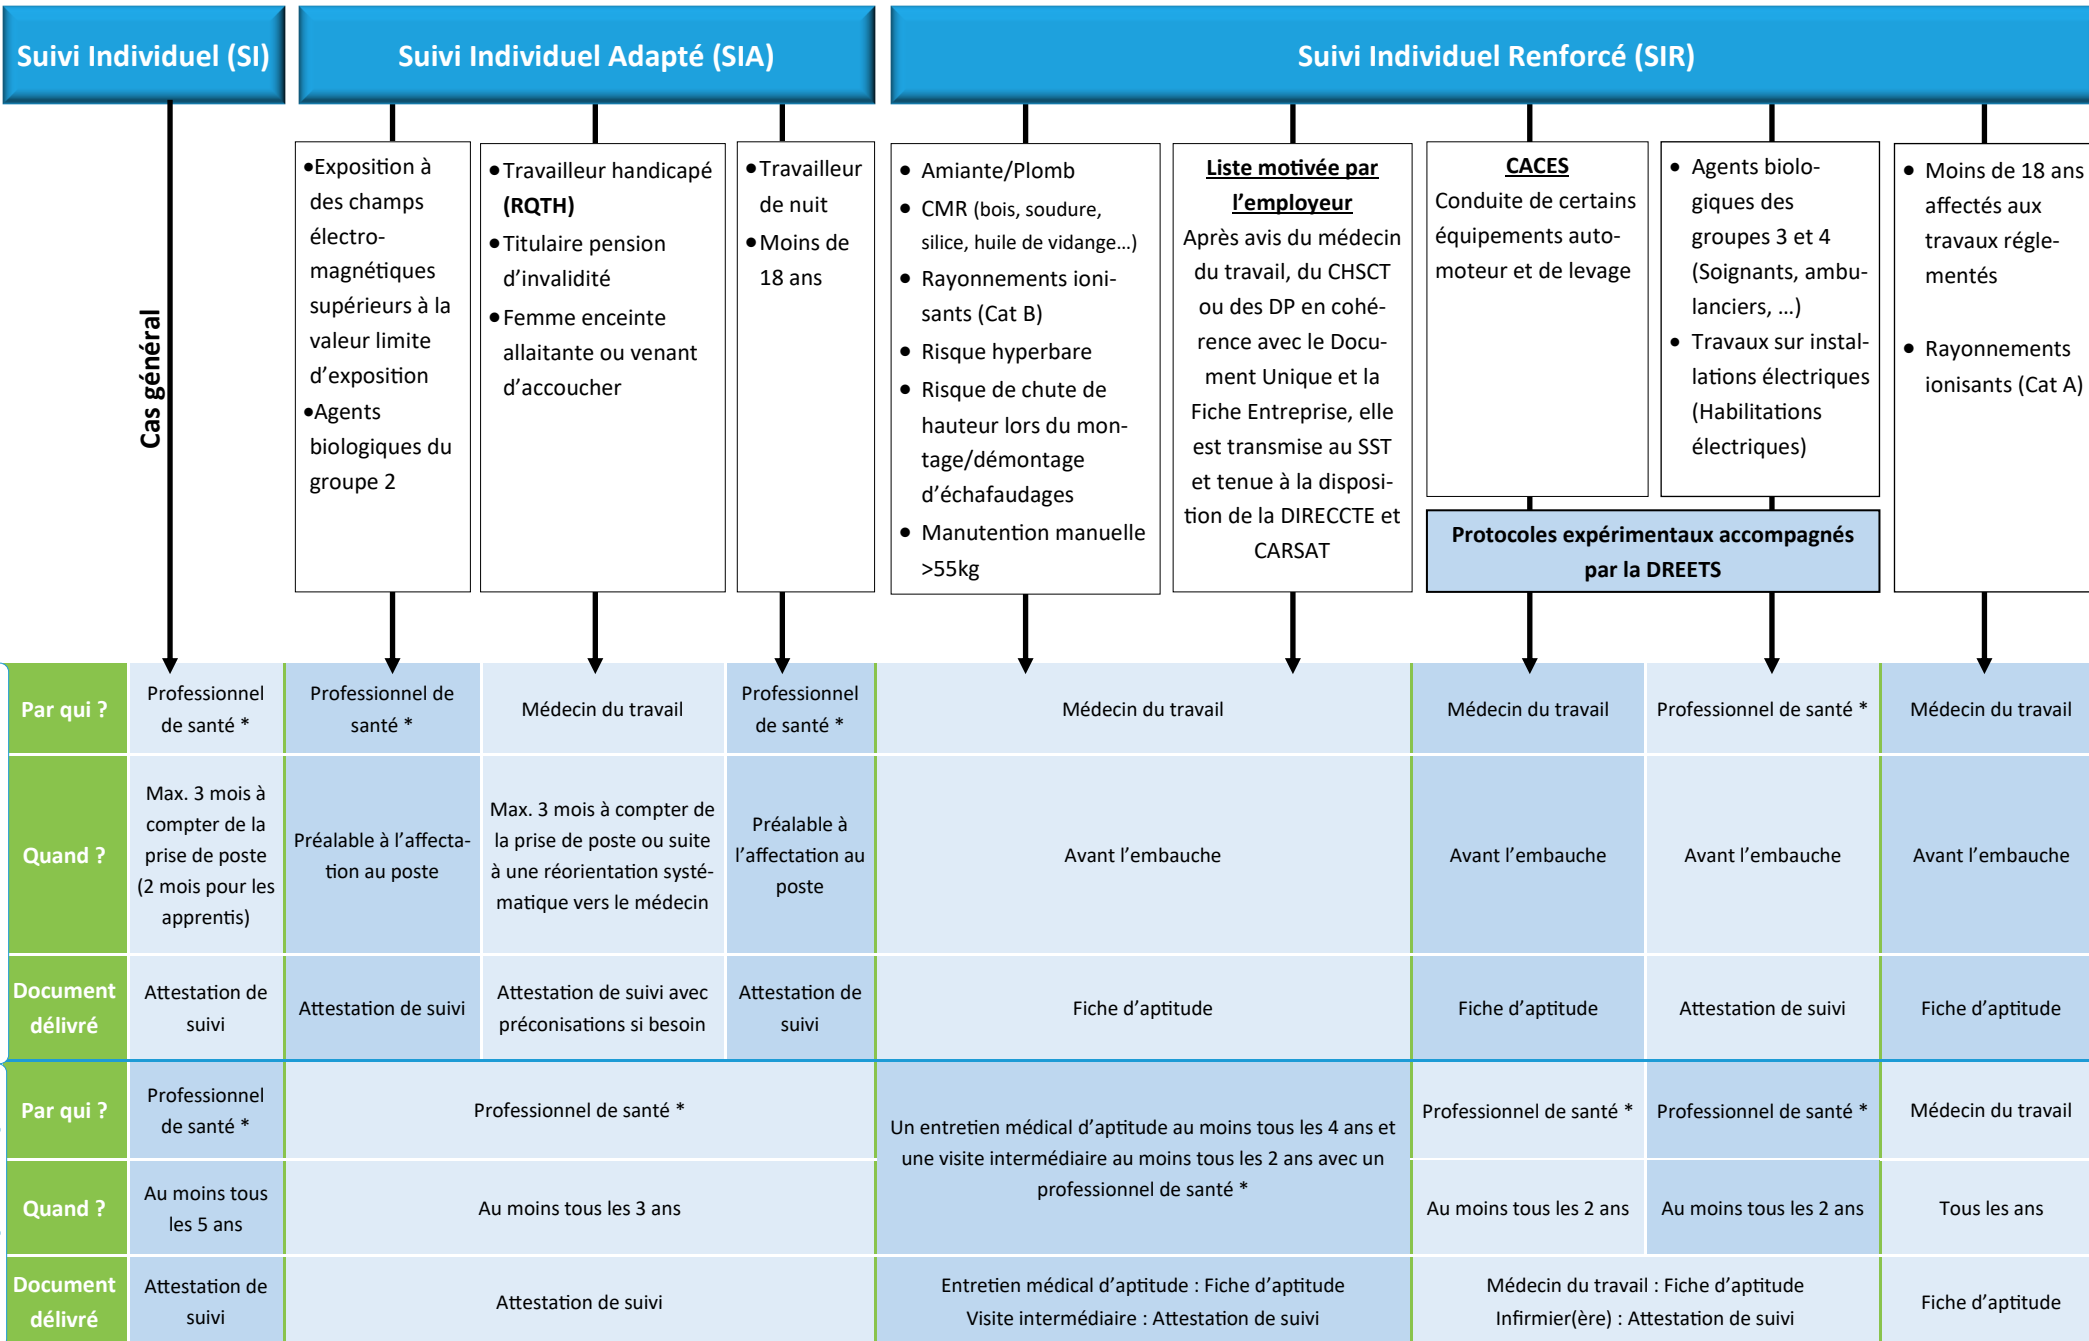 Suivi Individuel (SI)
Suivi Individuel Adapté (SIA)
Suivi Individuel Renforcé (SIR)
Cas général
•Exposition à
des champs
électro-
magnétiques
supérieurs à la
valeur limite
d’exposition
•Agents
biologiques du
groupe 2
•Travailleur handicapé
(RQTH)
•Titulaire pension
d’invalidité
•Femme enceinte
allaitante ou venant
d’accoucher
•Travailleur
de nuit
•Moins de
18 ans
• Amiante/Plomb
• CMR (bois, soudure,
silice, huile de vidange…)
• Rayonnements ioni-
sants (Cat B)
• Risque hyperbare
• Risque de chute de
hauteur lors du mon-
tage/démontage
d’échafaudages
• Manutention manuelle
>55kg
Liste motivée par
l’employeur
Après avis du médecin
du travail, du CHSCT
ou des DP en cohé-
rence avec le Docu-
ment Unique et la
Fiche Entreprise, elle
est transmise au SST
et tenue à la disposi-
tion de la DIRECCTE et
CARSAT
CACES
Conduite de certains
équipements auto-
moteur et de levage
• Agents biolo-
giques des
groupes 3 et 4
(Soignants, ambu-
lanciers, …)
• Travaux sur instal-
lations électriques
(Habilitations
électriques)
Protocoles expérimentaux accompagnés
par la DREETS
• Moins de 18 ans
affectés aux
travaux régle-
mentés
• Rayonnements
ionisants (Cat A)
Par qui ?
Professionnel
de santé *
Professionnel de
santé *
Médecin du travail
Professionnel
de santé *
Médecin du travail
Médecin du travail
Professionnel de santé *
Médecin du travail
Quand ?
Max. 3 mois à
compter de la
prise de poste
(2 mois pour les
apprentis)
Préalable à l’affecta-
tion au poste
Max. 3 mois à compter de
la prise de poste ou suite
à une réorientation systé-
matique vers le médecin
Préalable à
l’affectation au
poste
Avant l’embauche
Avant l’embauche
Avant l’embauche
Avant l’embauche
Document
délivré
Attestation de
suivi
Attestation de suivi
Attestation de suivi avec
préconisations si besoin
Attestation de
suivi
Fiche d’aptitude
Fiche d’aptitude
Attestation de suivi
Fiche d’aptitude
Par qui ?
Professionnel
de santé *
Professionnel de santé *
Un entretien médical d’aptitude au moins tous les 4 ans et
une visite intermédiaire au moins tous les 2 ans avec un
professionnel de santé *
Professionnel de santé *
Professionnel de santé *
Médecin du travail
Quand ?
Au moins tous
les 5 ans
Au moins tous les 3 ans
Au moins tous les 2 ans
Au moins tous les 2 ans
Tous les ans
Document
délivré
Attestation de
suivi
Attestation de suivi
Entretien médical d’aptitude : Fiche d’aptitude
Visite intermédiaire : Attestation de suivi
Médecin du travail : Fiche d’aptitude
Infirmier(ère) : Attestation de suivi
Fiche d’aptitude